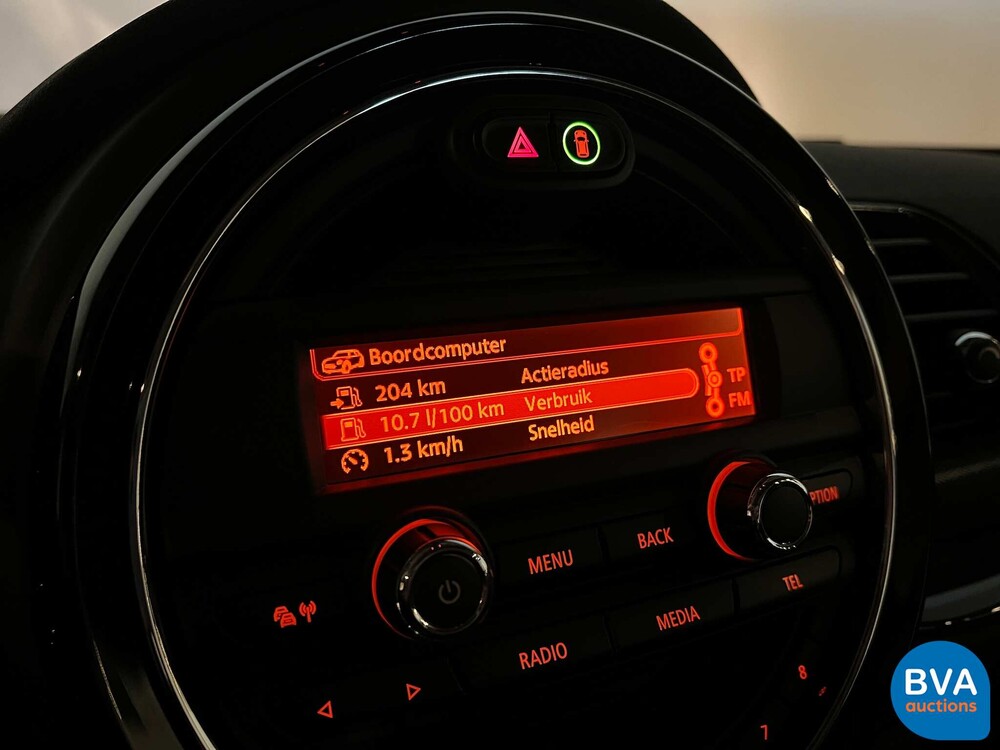 Boordcomputer
204 km Actieradius
10.7 l/100 km Verbruik
1.3 km/h Snelheid
TP
FM
MENU BACK PTION
RADIO MEDIA TEL
8
7
BVA
auctions